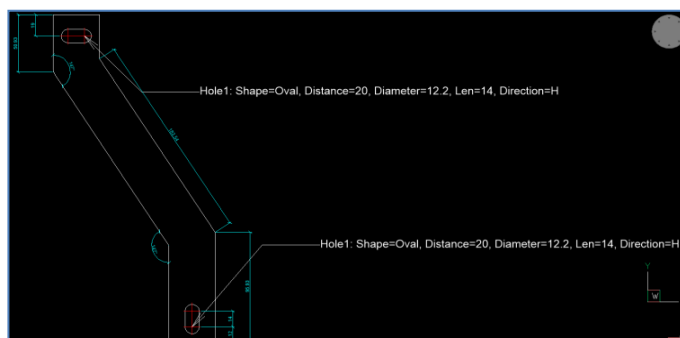 Hole1: Shape=Oval, Distance=20, Diameter=12.2, Len=14, Direction=H
Hole1: Shape=Oval, Distance=20, Diameter=12.2, Len=14, Direction=H
14
Y
W